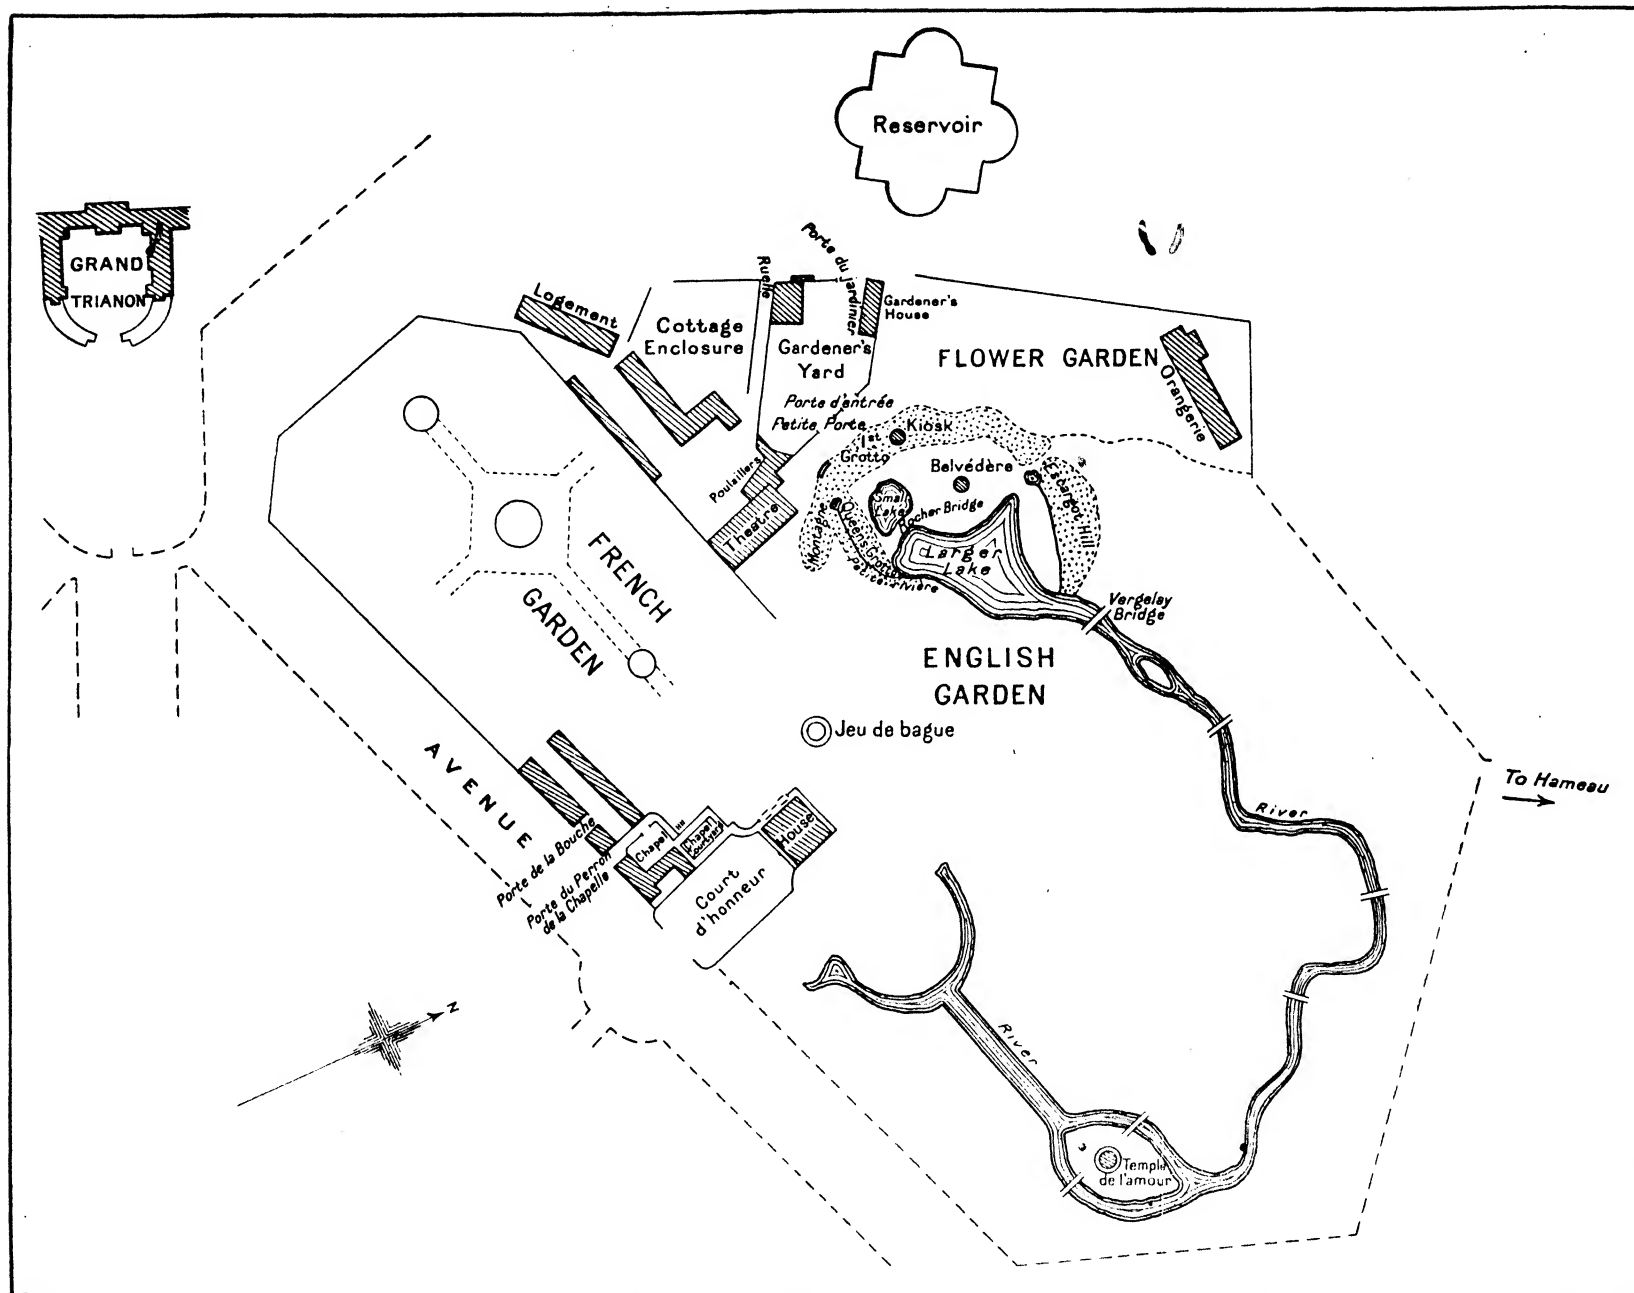 Reservoir
GRAND
TRIANON
Porte du jardinier
Ruelle
Logement
Cottage
Enclosure
Gardener's
House
Gardener's
Yard
FLOWER GARDEN
Orangerie
Porte d'entrée
Petite Porte
Kiosk
1st
Grotto
Belvédère
Escargot Hill
Poulaillers
Theatre
Small
Lake
Rocher Bridge
Montagne
Queens Grotto
Petite rivière
Larger
Lake
Vergelay
Bridge
FRENCH
GARDEN
ENGLISH
GARDEN
Jeu de bague
AVENUE
To Hameau
River
House
Chapel
Chapel
Courtyard
Porte de la Bouche
Porte du Perron
de la Chapelle
Court
d'honneur
N
River
Temple
de l'amour